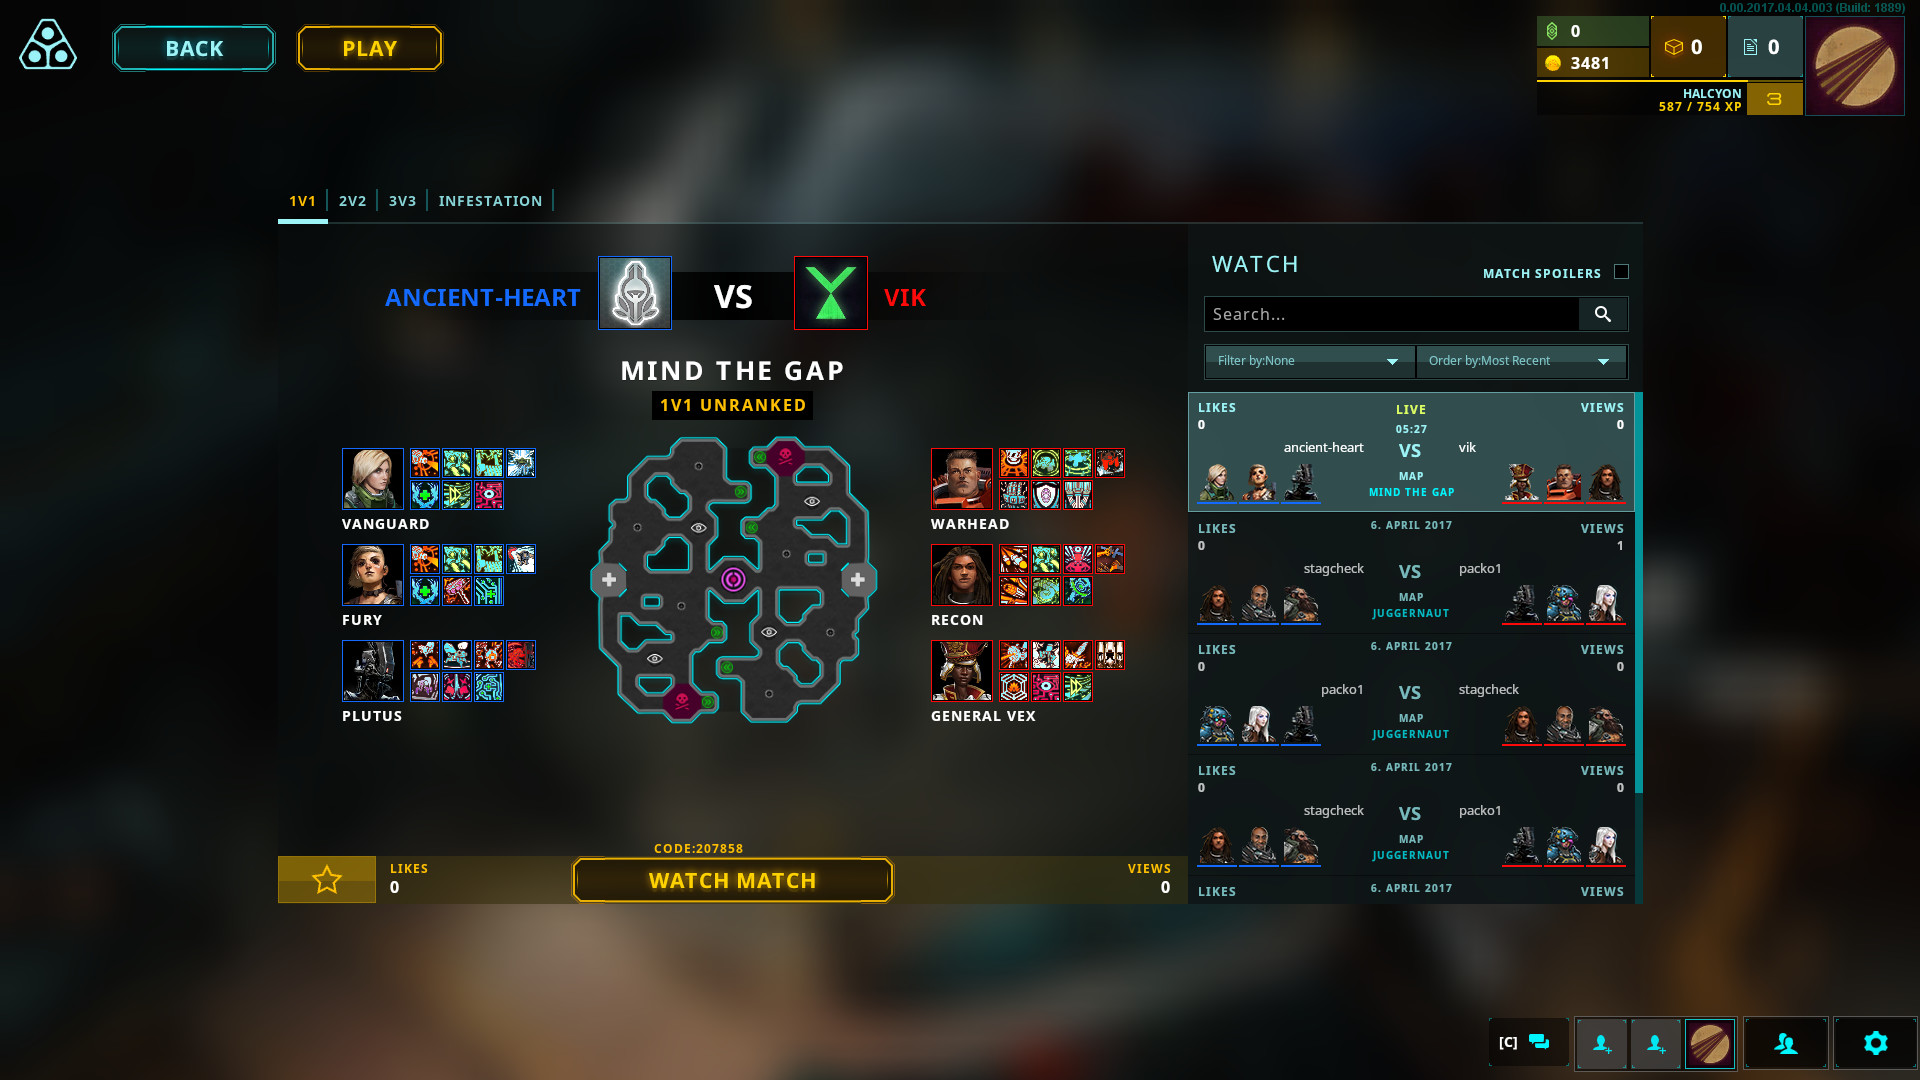 0.00.2017.04.04.003 (Build: 1889)
BACK
PLAY
0
3481
0
0
HALCYON
587 / 754 XP
3
1V1
2V2
3V3
INFESTATION
ANCIENT-HEART
VS
VIK
MIND THE GAP
1V1 UNRANKED
VANGUARD
FURY
PLUTUS
WARHEAD
RECON
GENERAL VEX
CODE:207858
LIKES
0
WATCH MATCH
VIEWS
0
WATCH
MATCH SPOILERS
Search...
Filter by:None
Order by:Most Recent
LIKES
0
LIVE
05:27
VIEWS
0
ancient-heart
VS
vik
MAP
MIND THE GAP
LIKES
0
6. APRIL 2017
VIEWS
1
stagcheck
VS
packo1
MAP
JUGGERNAUT
LIKES
0
6. APRIL 2017
VIEWS
0
packo1
VS
stagcheck
MAP
JUGGERNAUT
LIKES
0
6. APRIL 2017
VIEWS
0
stagcheck
VS
packo1
MAP
JUGGERNAUT
LIKES
6. APRIL 2017
VIEWS
[C]